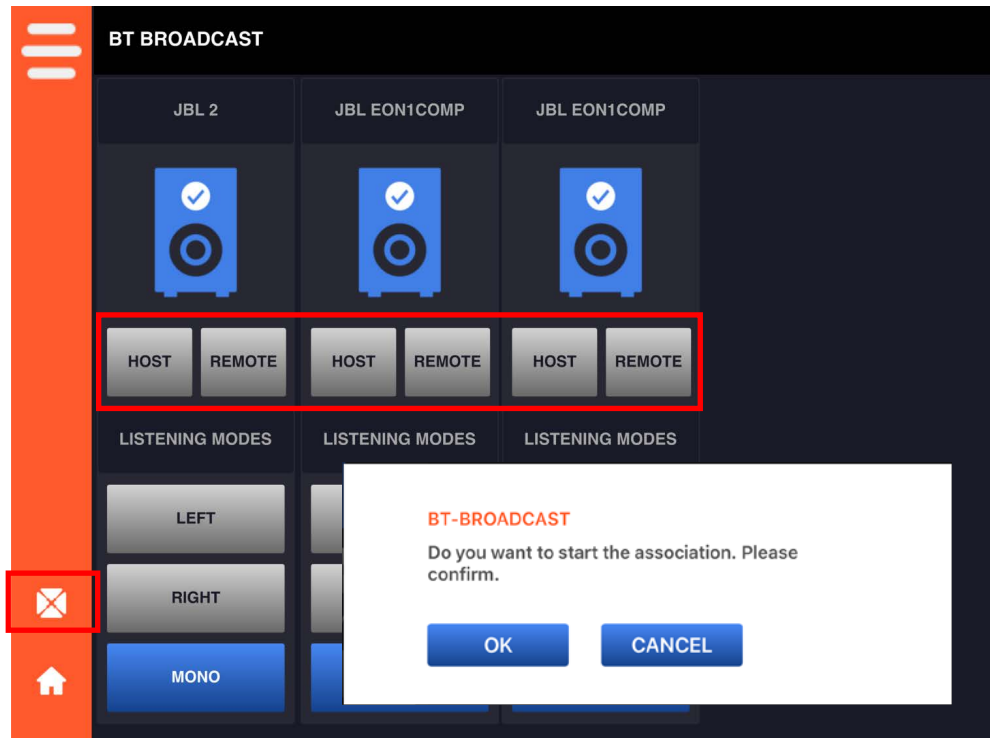 BT BROADCAST
JBL 2
JBL EON1COMP
JBL EON1COMP
HOST
REMOTE
HOST
REMOTE
HOST
REMOTE
LISTENING MODES
LISTENING MODES
LISTENING MODES
LEFT
RIGHT
MONO
BT-BROADCAST
Do you want to start the association. Please
confirm.
OK
CANCEL